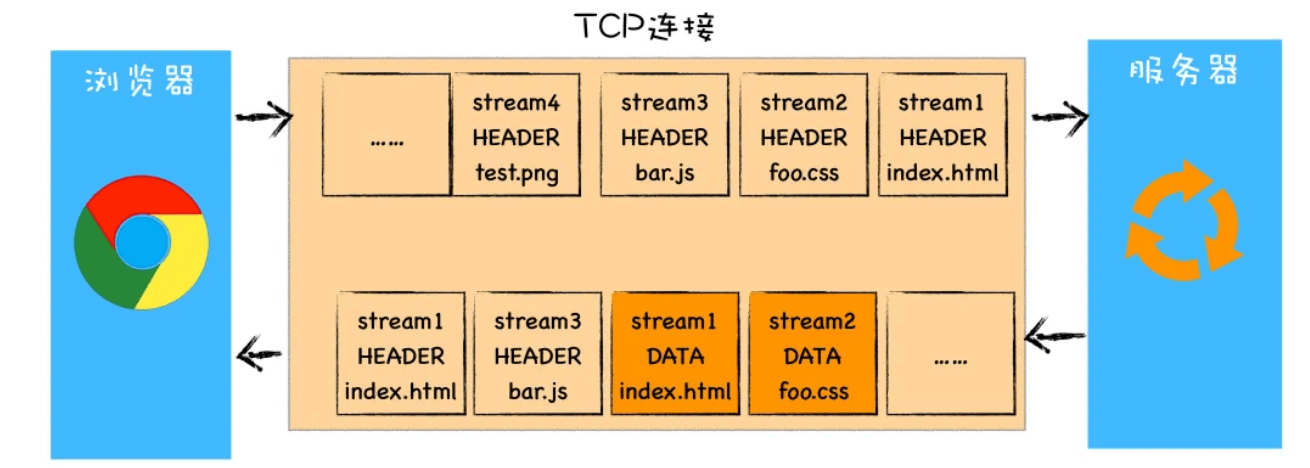 TCP连接
浏览器
服务器
……
stream4
HEADER
test.png
stream3
HEADER
bar.js
stream2
HEADER
foo.css
stream1
HEADER
index.html
stream1
HEADER
index.html
stream3
HEADER
bar.js
stream1
DATA
index.html
stream2
DATA
foo.css
……